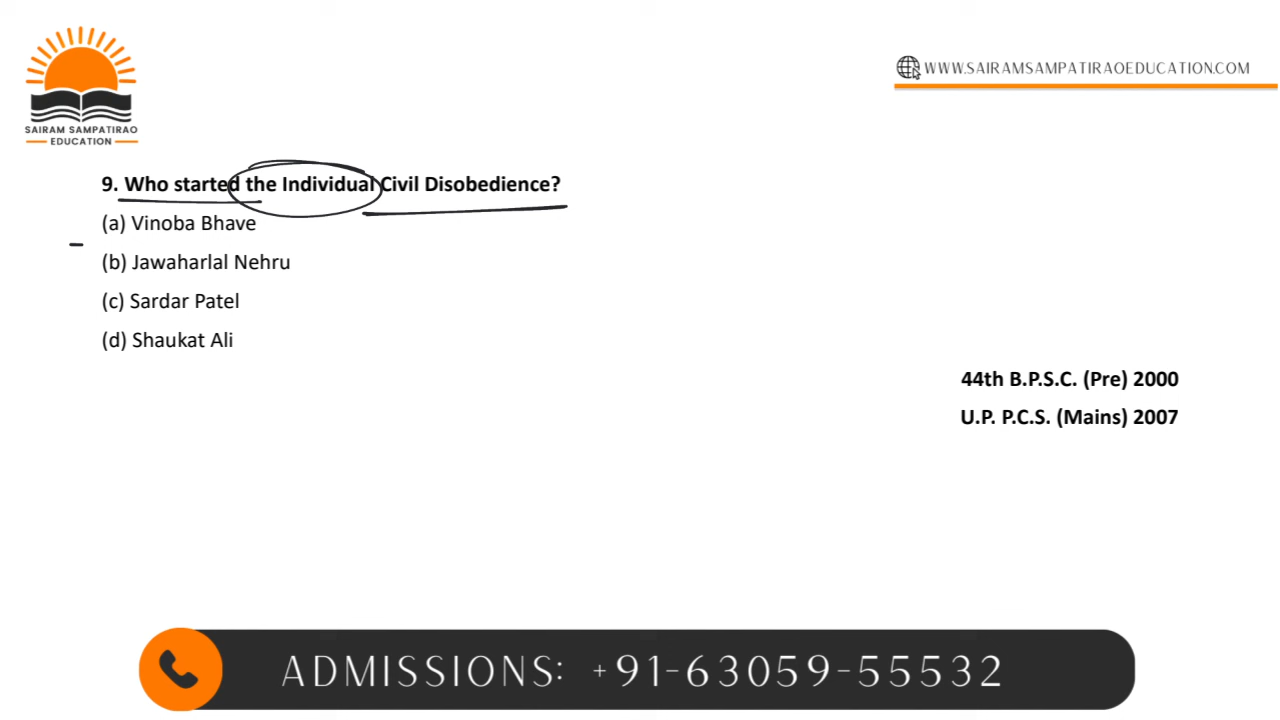 SAIRAM SAMPATIRAO
EDUCATION
WWW.SAIRAMSAMPATIRAOEDUCATION.COM
9. Who started the Individual Civil Disobedience?
(a) Vinoba Bhave
(b) Jawaharlal Nehru
(c) Sardar Patel
(d) Shaukat Ali
44th B.P.S.C. (Pre) 2000
U.P. P.C.S. (Mains) 2007
ADMISSIONS: +91-63059-55532